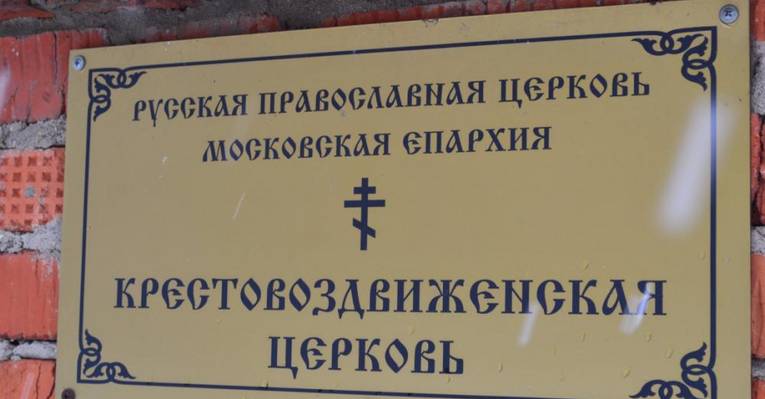 РУССКАЯ ПРАВОСЛАВНАЯ ЦЕРКОВЬ
МОСКОВСКАЯ ЕПАРХИЯ
КРЕСТОВОЗДВИЖЕНСКАЯ
ЦЕРКОВЬ